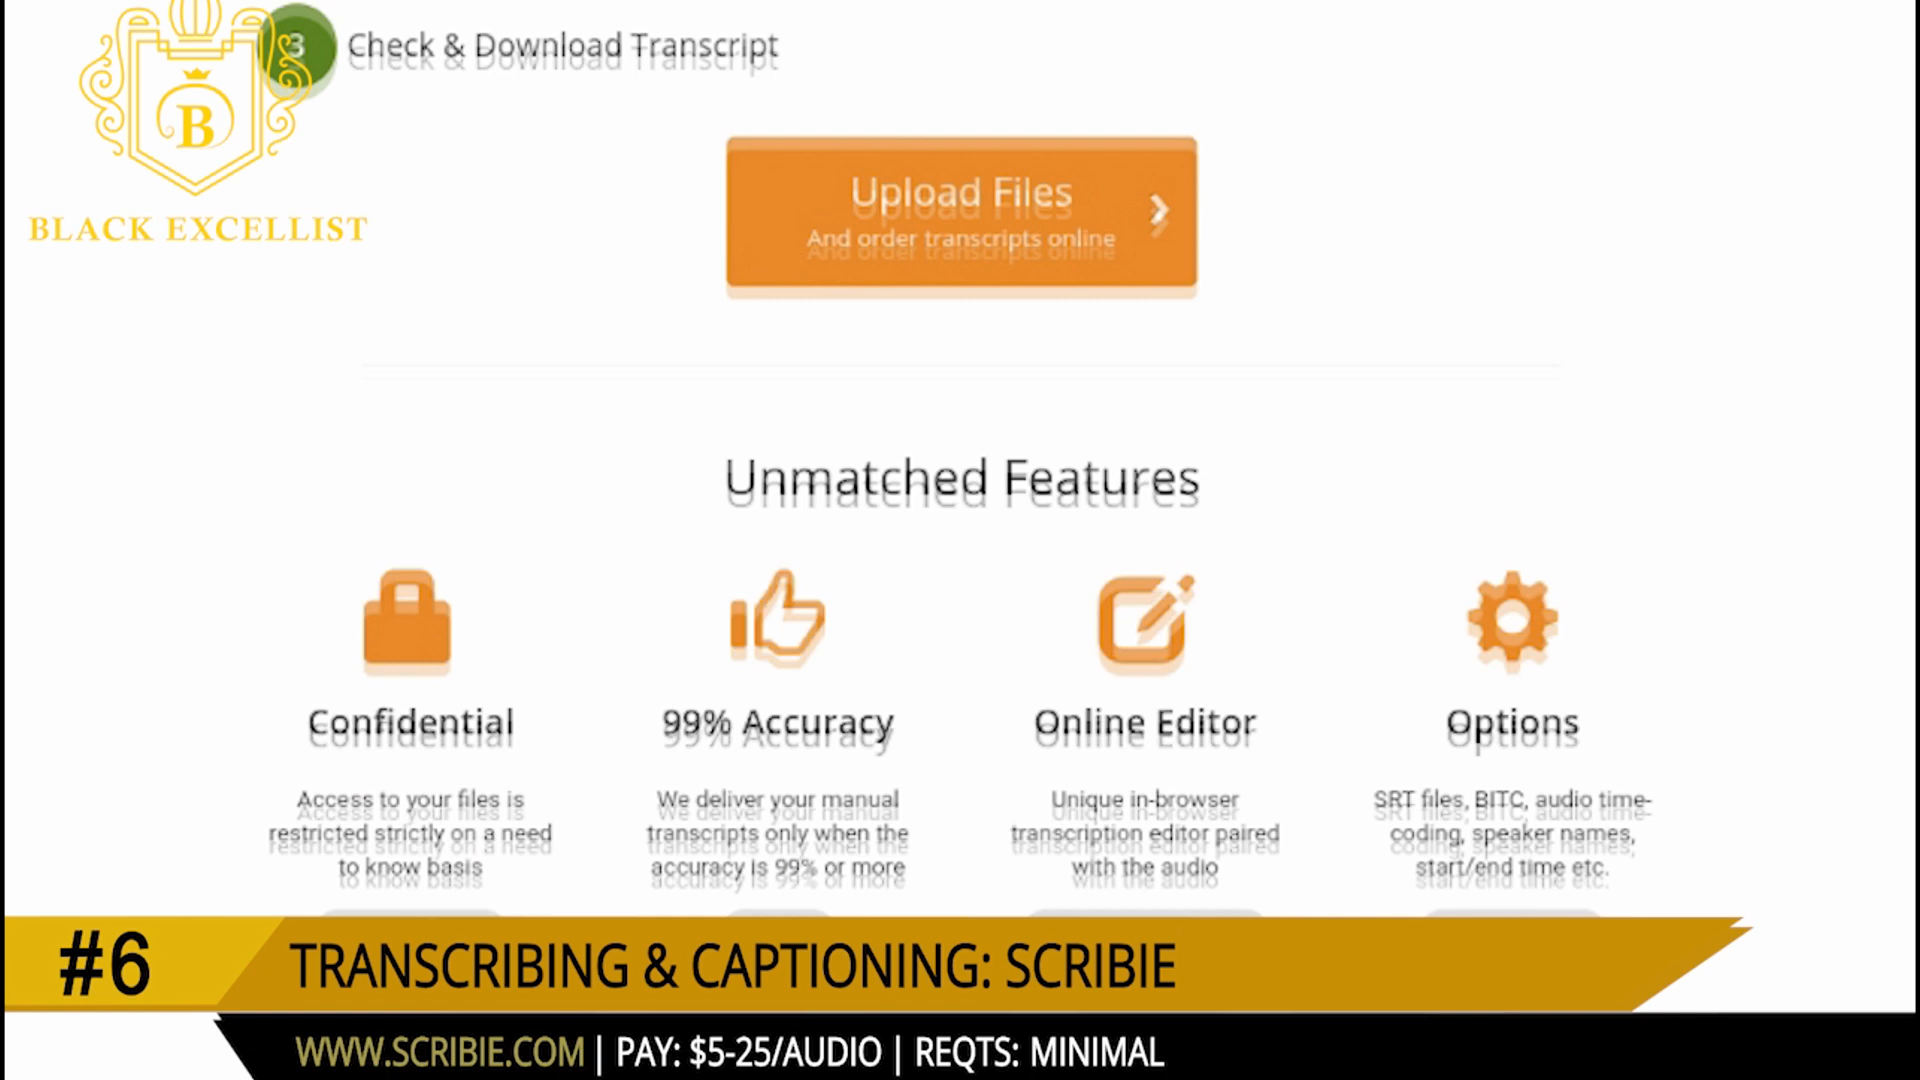 3 Check & Download Transcript
B
BLACK EXCELLIST
Upload Files
And order transcripts online
Unmatched Features
Confidential
Access to your files is
restricted strictly on a need
to know basis
99% Accuracy
We deliver your manual
transcripts only when the
accuracy is 99% or more
Online Editor
Unique in-browser
transcription editor paired
with the audio
Options
SRT files, BITC, audio time-
coding, speaker names,
start/end time etc.
#6 TRANSCRIBING & CAPTIONING: SCRIBIE
WWW.SCRIBIE.COM | PAY: $5-25/AUDIO | REQTS: MINIMAL